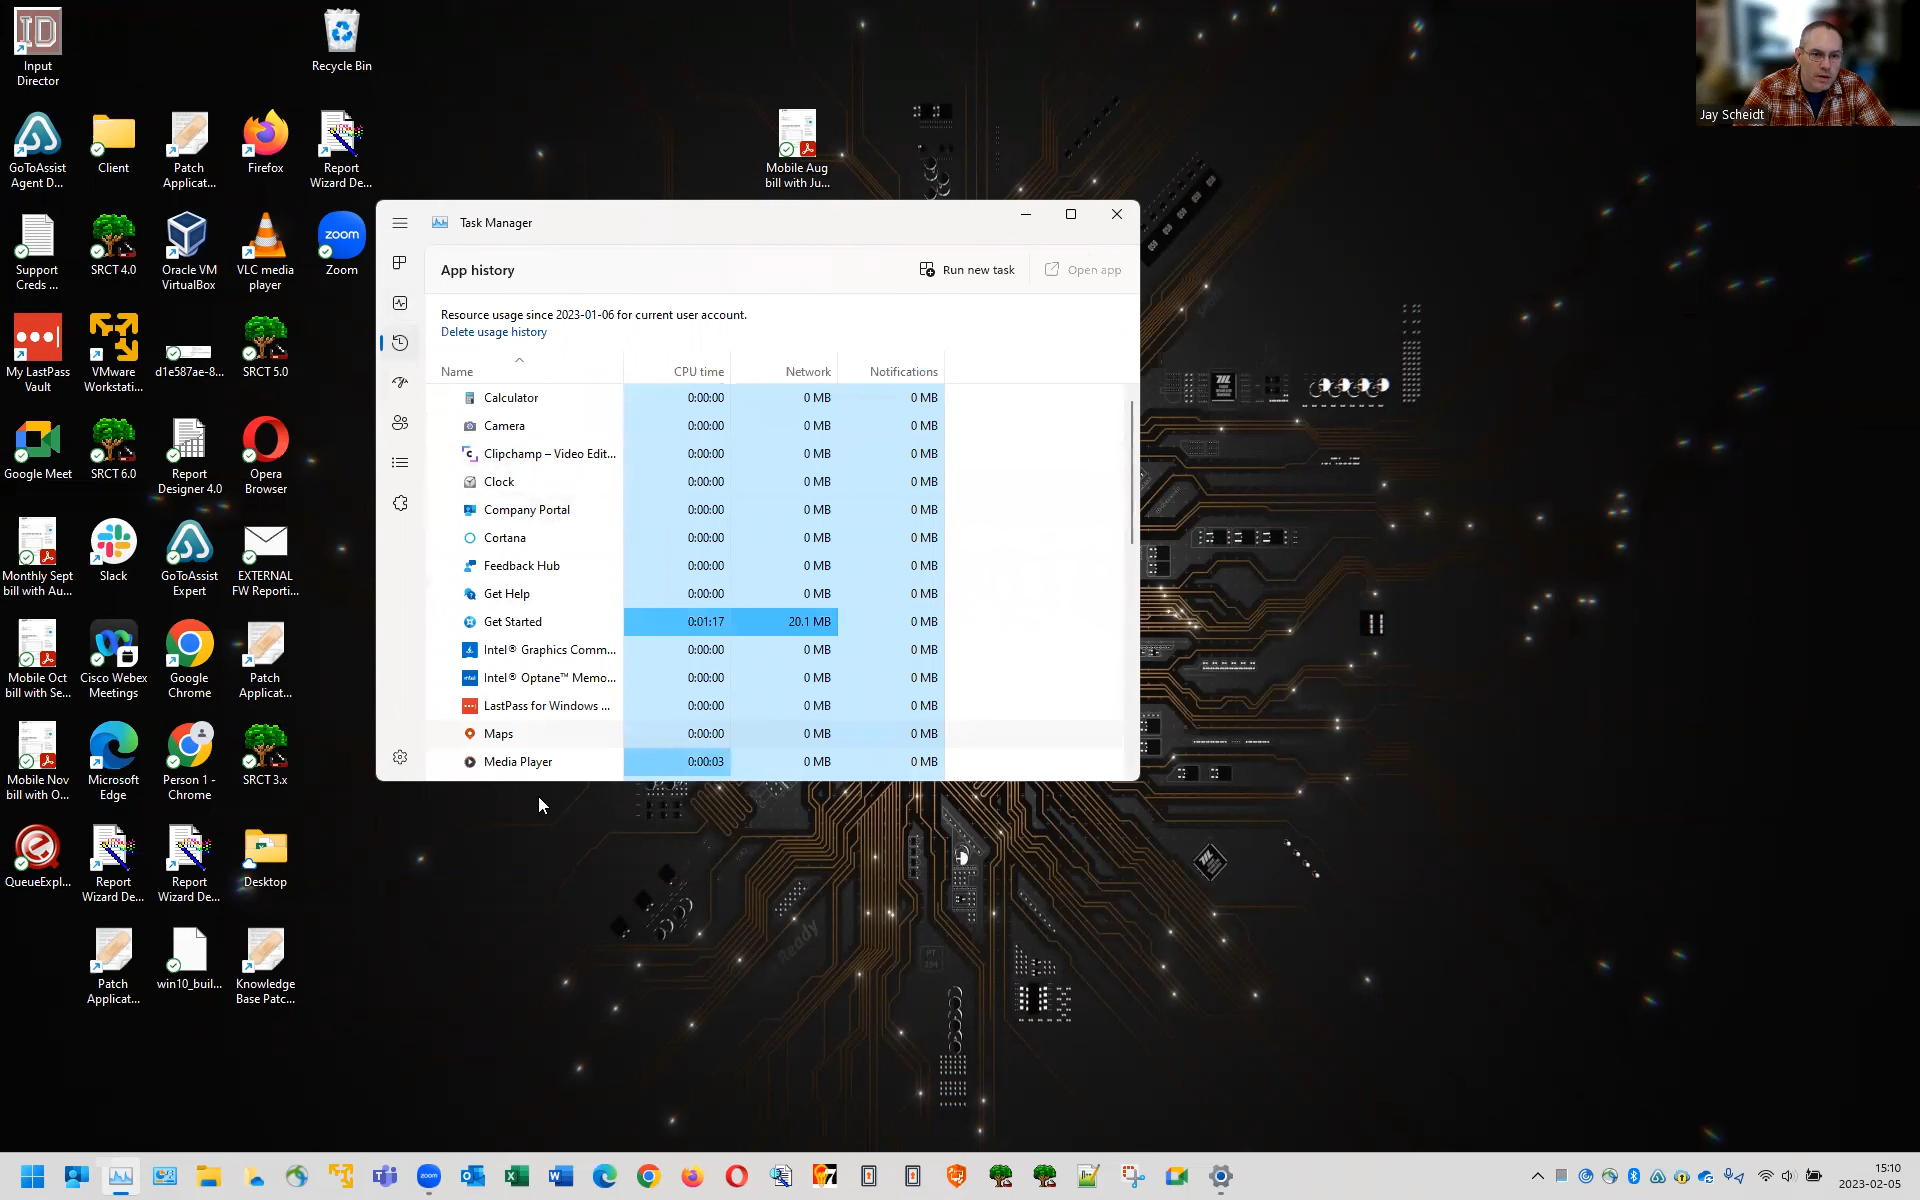 Input
Director
Recycle Bin
GoToAssist
Agent D...
Client
Patch
Applicat...
Firefox
Report
Wizard De...
Mobile Aug
bill with Ju...
Jay Scheidt
Support
Creds ...
SRCT 4.0
Oracle VM
VirtualBox
VLC media
player
zoom
Zoom
My LastPass
Vault
VMware
Workstati...
d1e587ae-8...
SRCT 5.0
Google Meet
SRCT 6.0
Report
Designer 4.0
Opera
Browser
Monthly Sept
bill with Au...
Slack
GoToAssist
Expert
EXTERNAL
FW Reporti...
Mobile Oct
bill with Se...
Cisco Webex
Meetings
Google
Chrome
Patch
Applicat...
Mobile Nov
bill with O...
Microsoft
Edge
Person 1 -
Chrome
SRCT 3.x
QueueExpl...
Report
Wizard De...
Report
Wizard De...
Desktop
Patch
Applicat...
win10_buil...
Knowledge
Base Patc...
Task Manager
App history
Run new task
Open app
Resource usage since 2023-01-06 for current user account.
Delete usage history
Name CPU time Network Notifications
Calculator 0:00:00 0 MB 0 MB
Camera 0:00:00 0 MB 0 MB
Clipchamp – Video Edit... 0:00:00 0 MB 0 MB
Clock 0:00:00 0 MB 0 MB
Company Portal 0:00:00 0 MB 0 MB
Cortana 0:00:00 0 MB 0 MB
Feedback Hub 0:00:00 0 MB 0 MB
Get Help 0:00:00 0 MB 0 MB
Get Started 0:01:17 20.1 MB 0 MB
Intel® Graphics Comm... 0:00:00 0 MB 0 MB
Intel® Optane™ Memo... 0:00:00 0 MB 0 MB
LastPass for Windows ... 0:00:00 0 MB 0 MB
Maps 0:00:00 0 MB 0 MB
Media Player 0:00:03 0 MB 0 MB
Ready
15:10
2023-02-05